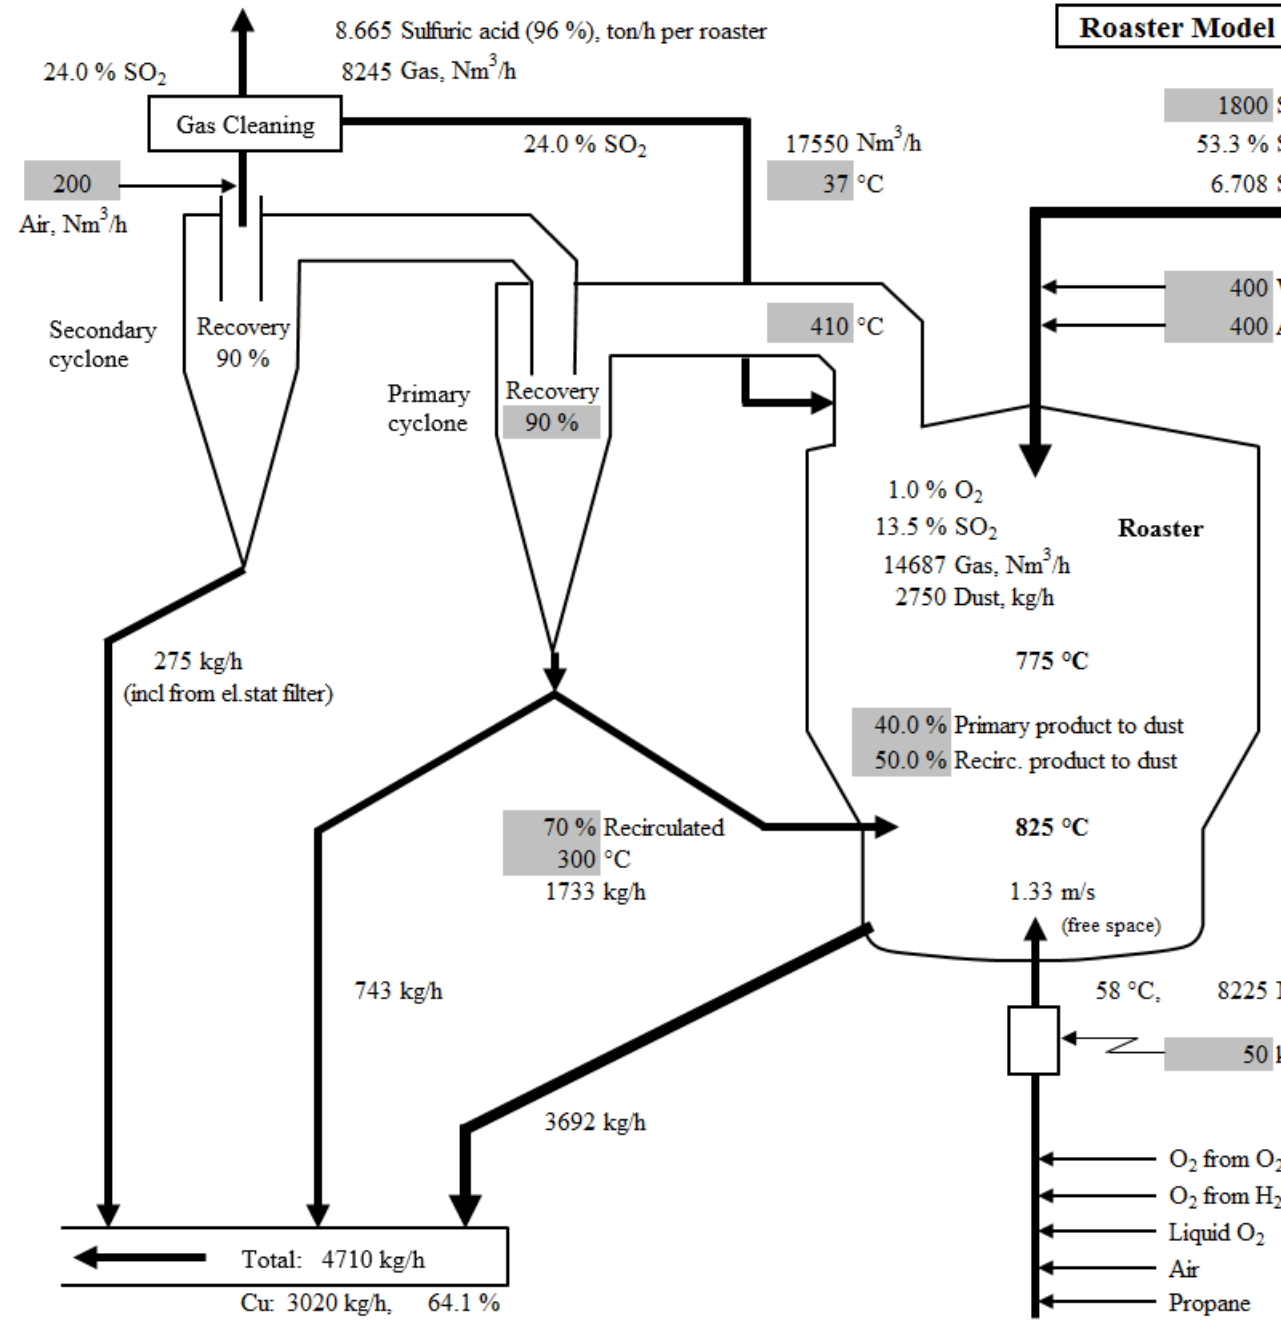 8.665 Sulfuric acid (96 %), ton/h per roaster
Roaster Model
24.0 % SO₂
8245 Gas, Nm³/h
Gas Cleaning
24.0 % SO₂
17550 Nm³/h
37 °C
1800
53.3 %
6.708
200
Air, Nm³/h
400
400
410 °C
Secondary
cyclone
Recovery
90 %
Primary
cyclone
Recovery
90 %
1.0 % O₂
13.5 % SO₂
14687 Gas, Nm³/h
2750 Dust, kg/h
Roaster
775 °C
275 kg/h
(incl from el.stat filter)
40.0 % Primary product to dust
50.0 % Recirc. product to dust
70 % Recirculated
300 °C
1733 kg/h
825 °C
1.33 m/s
(free space)
743 kg/h
58 °C,
8225
50
3692 kg/h
O₂ from O₂
O₂ from H₂
Liquid O₂
Air
Propane
Total: 4710 kg/h
Cu: 3020 kg/h, 64.1 %